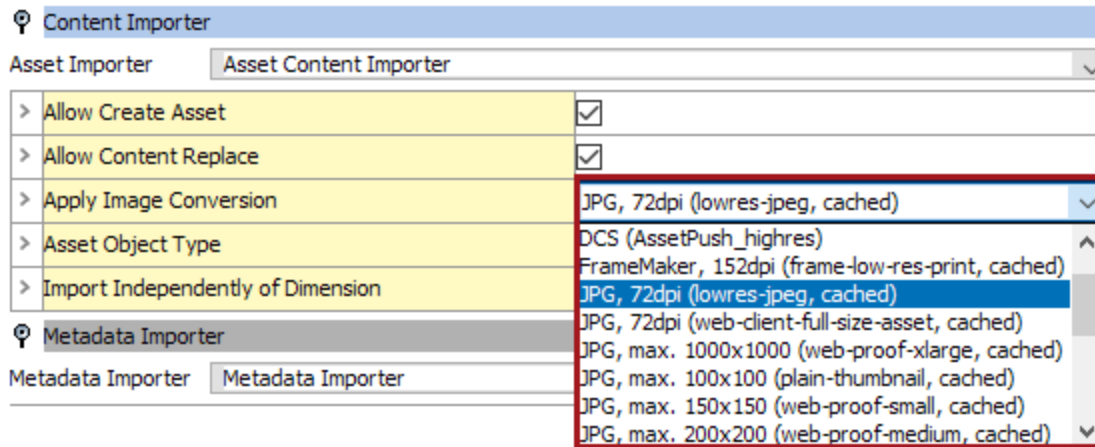 Content Importer
Asset Importer Asset Content Importer
Allow Create Asset
Allow Content Replace
Apply Image Conversion JPG, 72dpi (lowres-jpeg, cached)
DCS (AssetPush_highres)
Asset Object Type
FrameMaker, 152dpi (frame-low-res-print, cached)
Import Independently of Dimension JPG, 72dpi (lowres-jpeg, cached)
JPG, 72dpi (web-client-full-size-asset, cached)
Metadata Importer
JPG, max. 1000x1000 (web-proof-xlarge, cached)
Metadata Importer Metadata Importer JPG, max. 100x100 (plain-thumbnail, cached)
JPG, max. 150x150 (web-proof-small, cached)
JPG, max. 200x200 (web-proof-medium, cached)